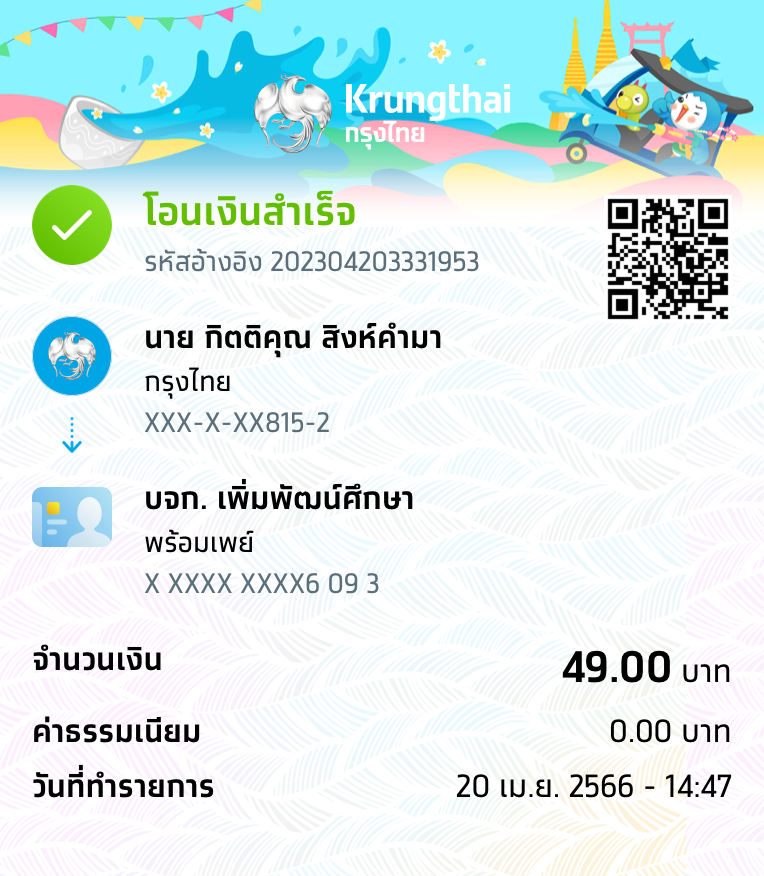 Krungthai
กรุงไทย
โอนเงินสำเร็จ
รหัสอ้างอิง 202304203331953
นาย กิตติคุณ สิงห์คำมา
กรุงไทย
XXX-X-XX815-2
บจก. เพิ่มพัฒน์ศึกษา
พร้อมเพย์
X XXXX XXXX6 09 3
จำนวนเงิน 49.00 บาท
ค่าธรรมเนียม 0.00 บาท
วันที่ทำรายการ 20 เม.ย. 2566 - 14:47